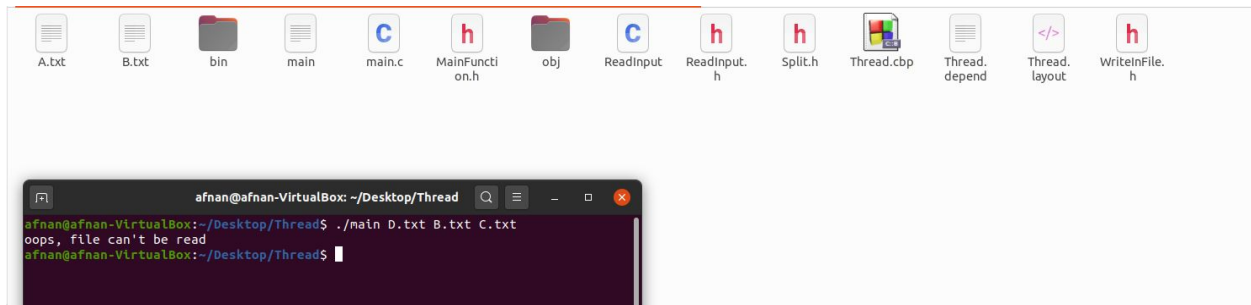 A.txt B.txt bin main main.c MainFuncti obj ReadInput ReadInput. Split.h Thread.cbp Thread. Thread. WriteInFile.
on.h h depend layout h
afnan@afnan-VirtualBox: ~/Desktop/Thread
afnan@afnan-VirtualBox:~/Desktop/Thread$ ./main D.txt B.txt C.txt
oops, file can't be read
afnan@afnan-VirtualBox:~/Desktop/Thread$